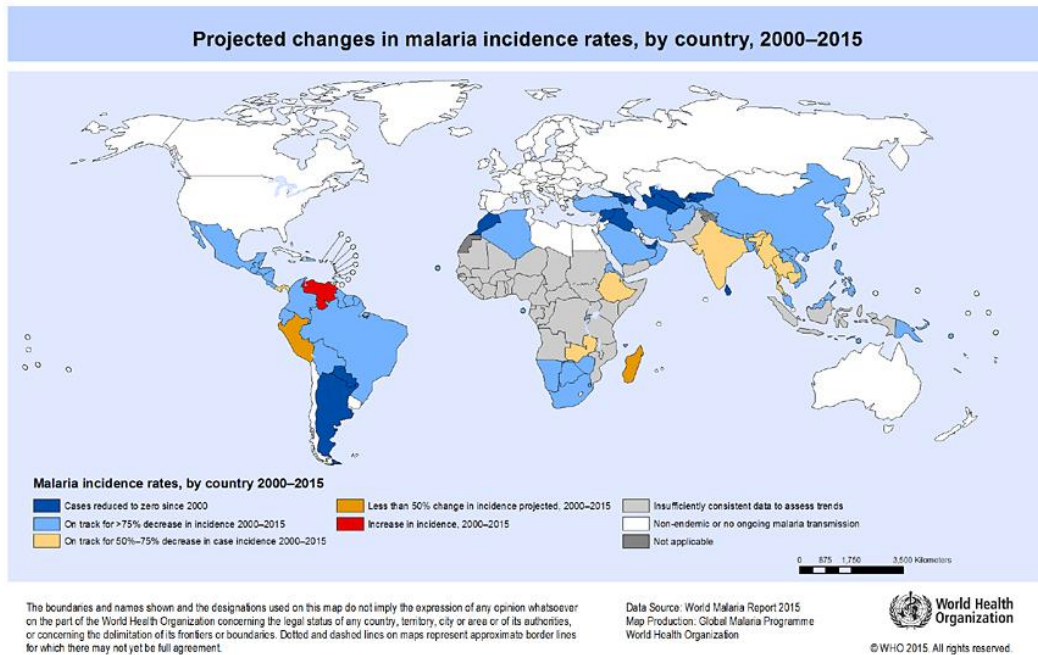 Projected changes in malaria incidence rates, by country, 2000–2015
Malaria incidence rates, by country 2000–2015
Cases reduced to zero since 2000
On track for >75% decrease in incidence 2000–2015
On track for 50%–75% decrease in case incidence 2000–2015
Less than 50% change in incidence projected, 2000–2015
Increase in incidence, 2000–2015
Insufficiently consistent data to assess trends
Non-endemic or no ongoing malaria transmission
Not applicable
0 875 1,750 3,500 Kilometers
The boundaries and names shown and the designations used on this map do not imply the expression of any opinion whatsoever
on the part of the World Health Organization concerning the legal status of any country, territory, city or area or of its authorities,
or concerning the delimitation of its frontiers or boundaries. Dotted and dashed lines on maps represent approximate border lines
for which there may not yet be full agreement.
Data Source: World Malaria Report 2015
Map Production: Global Malaria Programme
World Health Organization
World Health
Organization
© WHO 2015. All rights reserved.